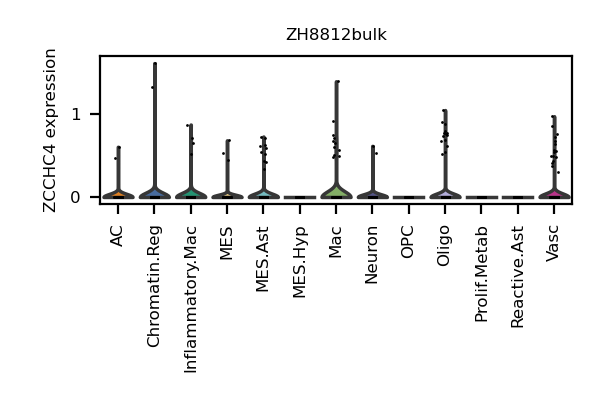 ZH8812bulk
ZCCHC4 expression
1
0
AC
Chromatin.Reg
Inflammatory.Mac
MES
MES.Ast
MES.Hyp
Mac
Neuron
OPC
Oligo
Prolif.Metab
Reactive.Ast
Vasc